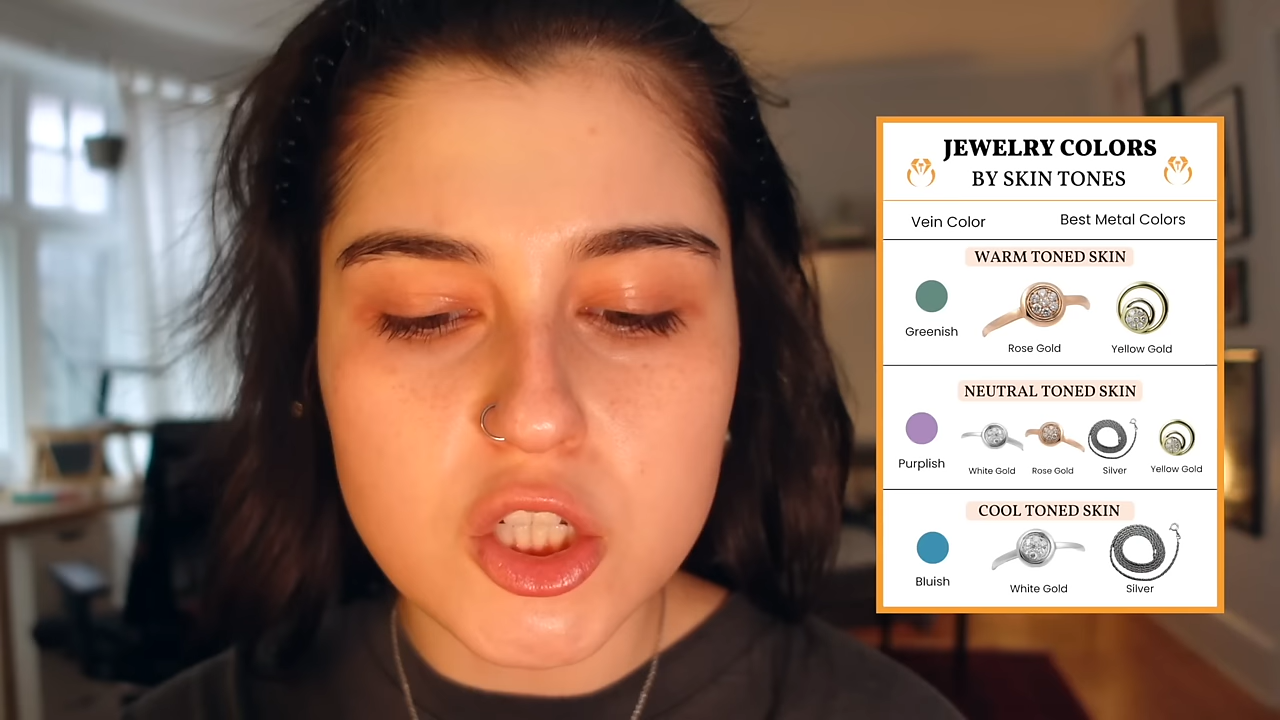 JEWELRY COLORS
BY SKIN TONES
Vein Color Best Metal Colors
WARM TONED SKIN
Greenish Rose Gold Yellow Gold
NEUTRAL TONED SKIN
Purplish White Gold Rose Gold Silver Yellow Gold
COOL TONED SKIN
Bluish White Gold Silver